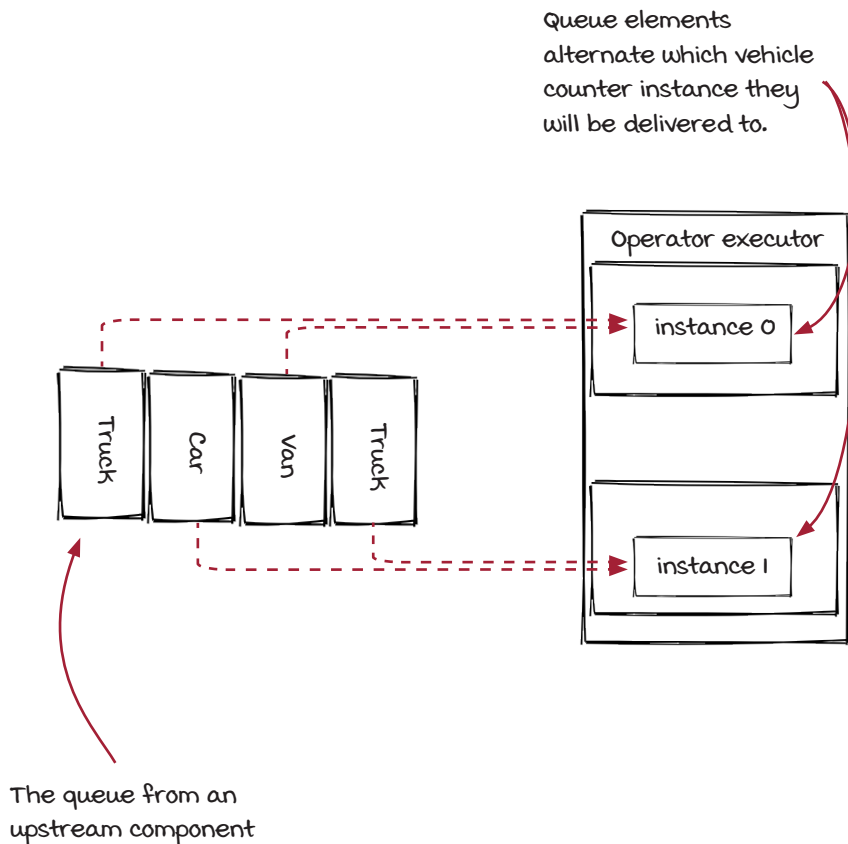 Queue elements
alternate which vehicle
counter instance they
will be delivered to.
Operator executor
instance 0
Truck
Car
Van
Truck
instance 1
The queue from an
upstream component